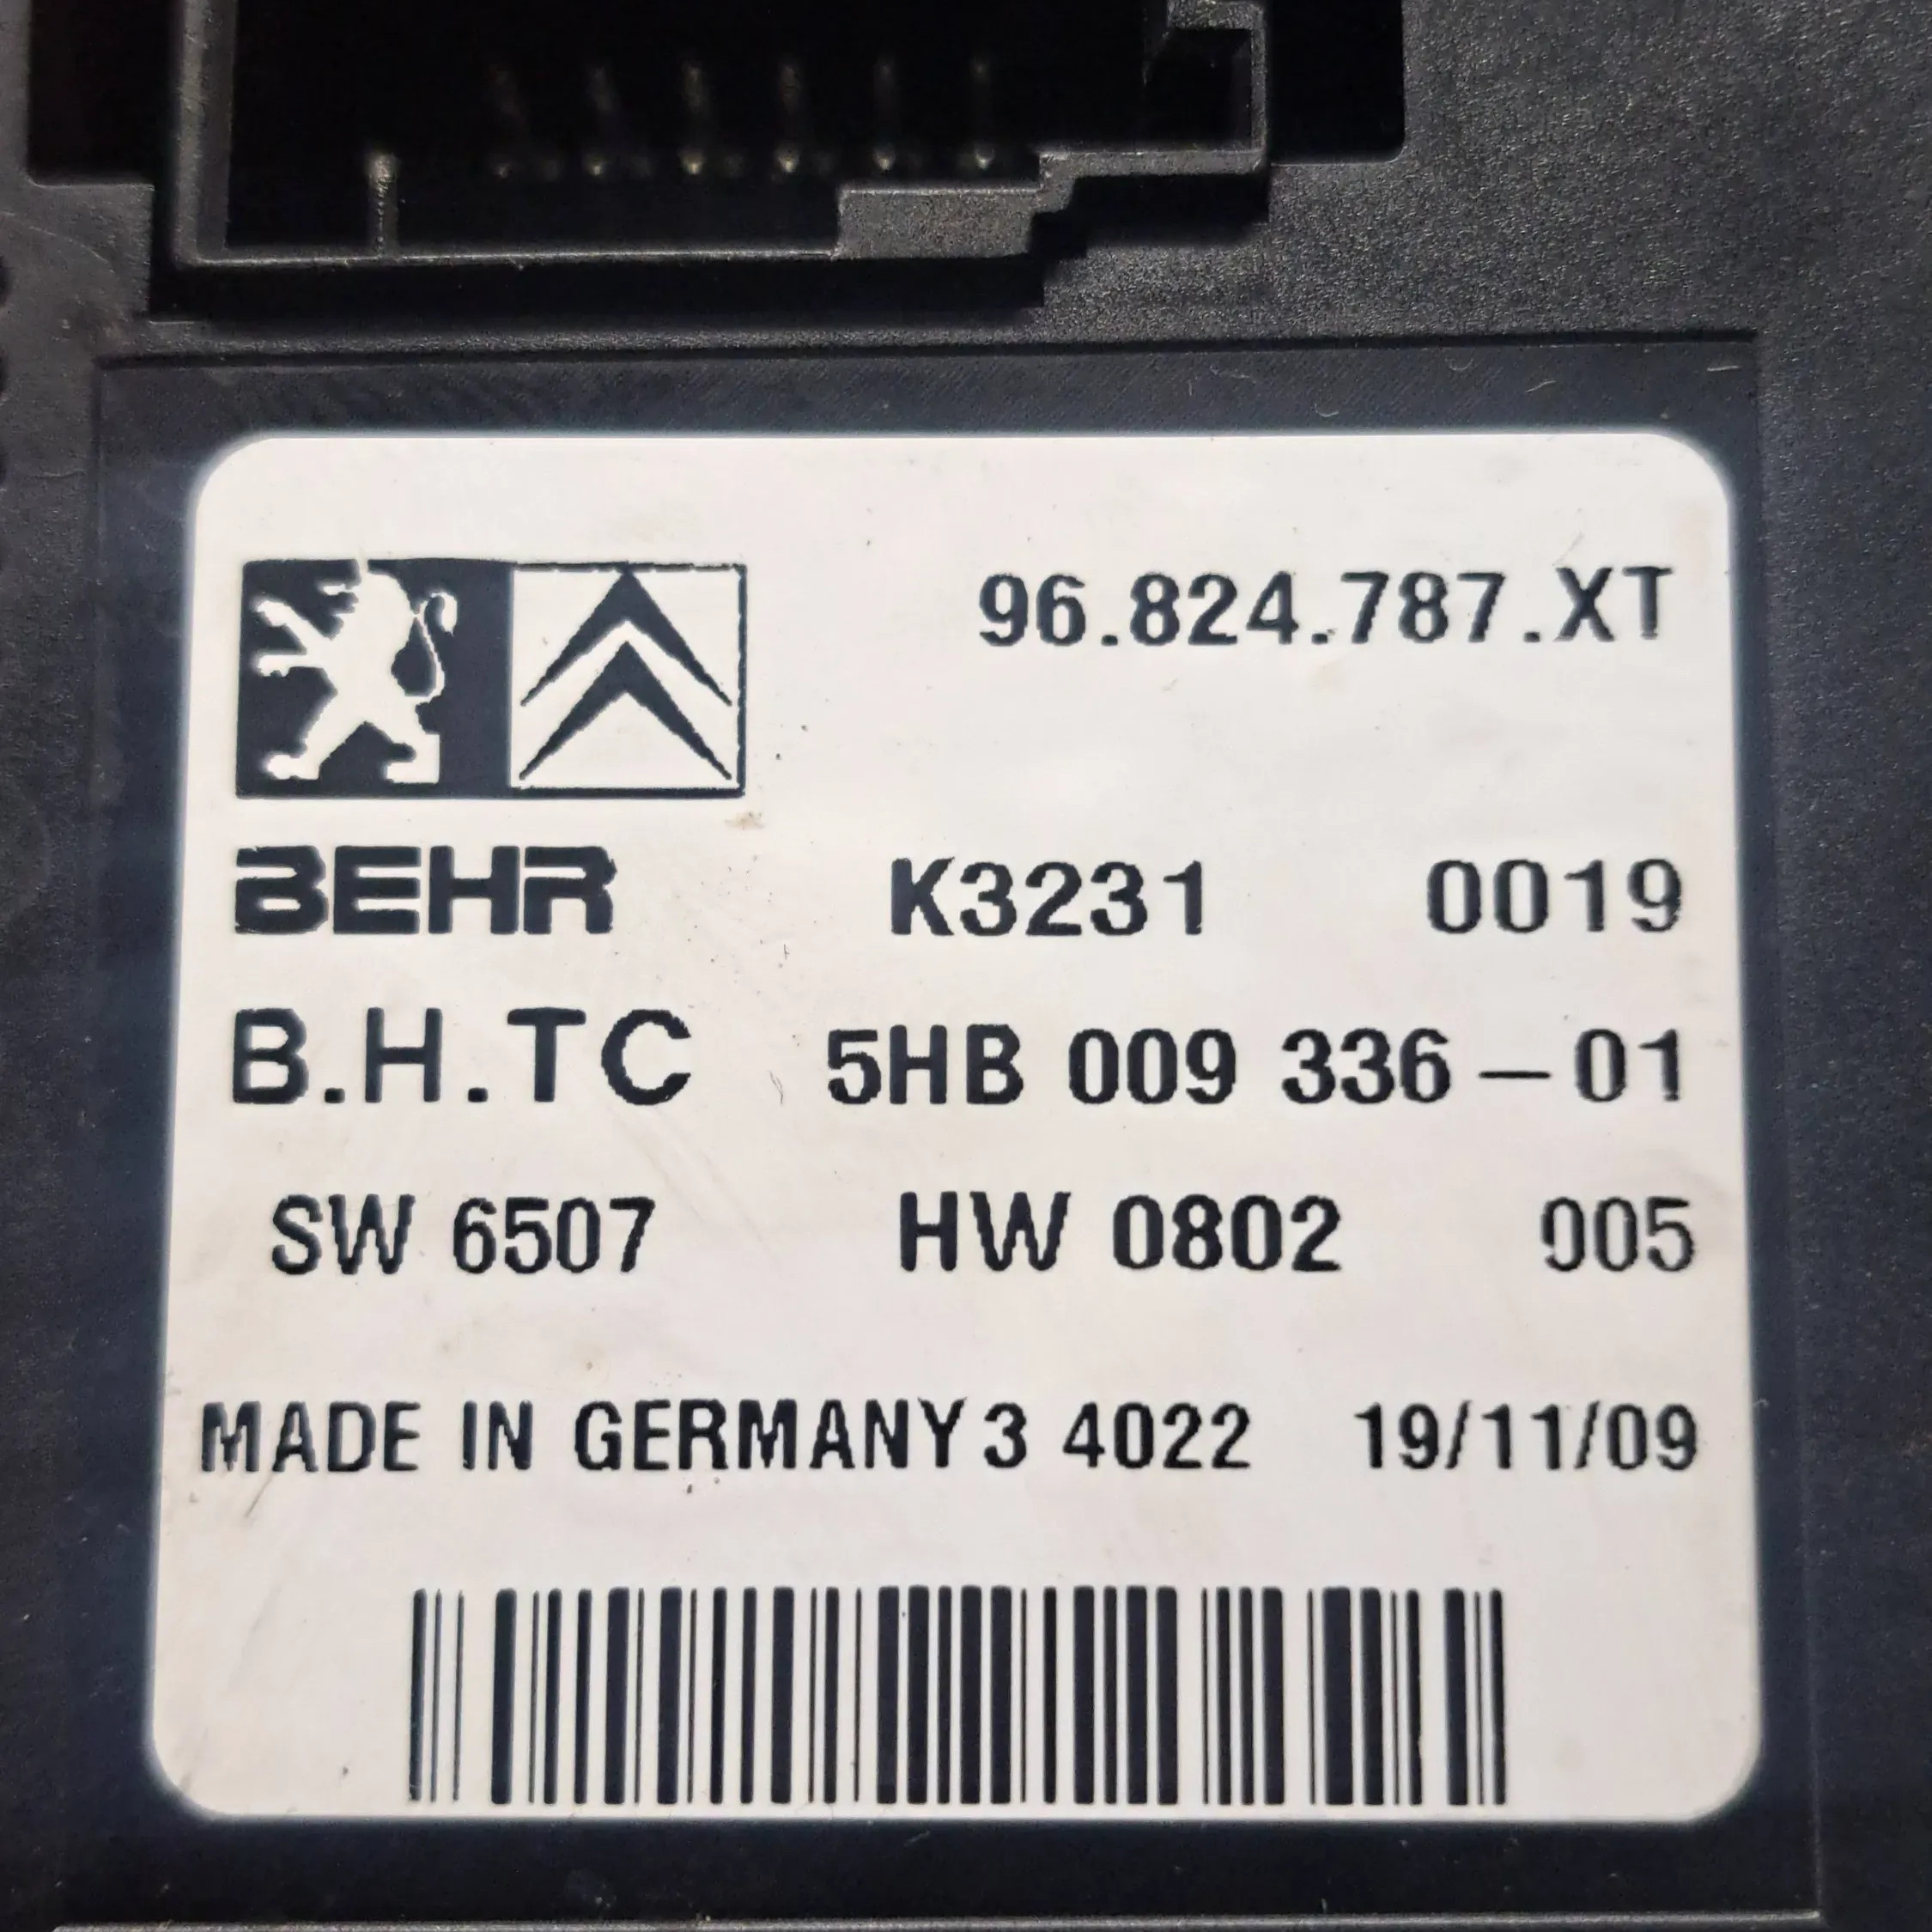 96.824.787.XT
BEHR K3231 0019
B.H.TC 5HB 009 336-01
SW 6507 HW 0802 005
MADE IN GERMANY 3 4022 19/11/09